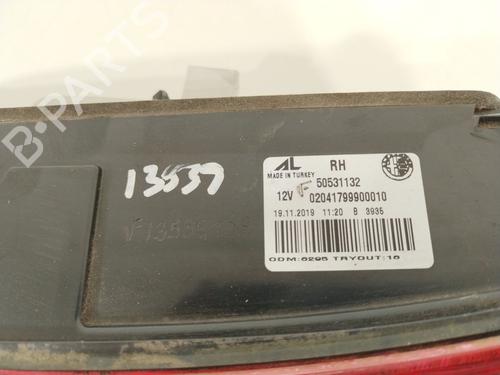 B-PARTS
13537
AL
RH
MADE IN TURKEY
50531132
12V
02041799900010
19.11.2019 11:20 B 3935
ODM:6295 TRYOUT:16